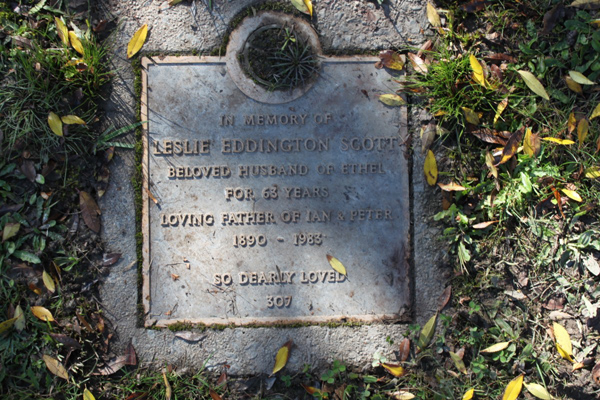 IN MEMORY OF
LESLIE EDDINGTON SCOTT
BELOVED HUSBAND OF ETHEL
FOR 63 YEARS
LOVING FATHER OF IAN & PETER
1890 - 1983
SO DEARLY LOVED
307